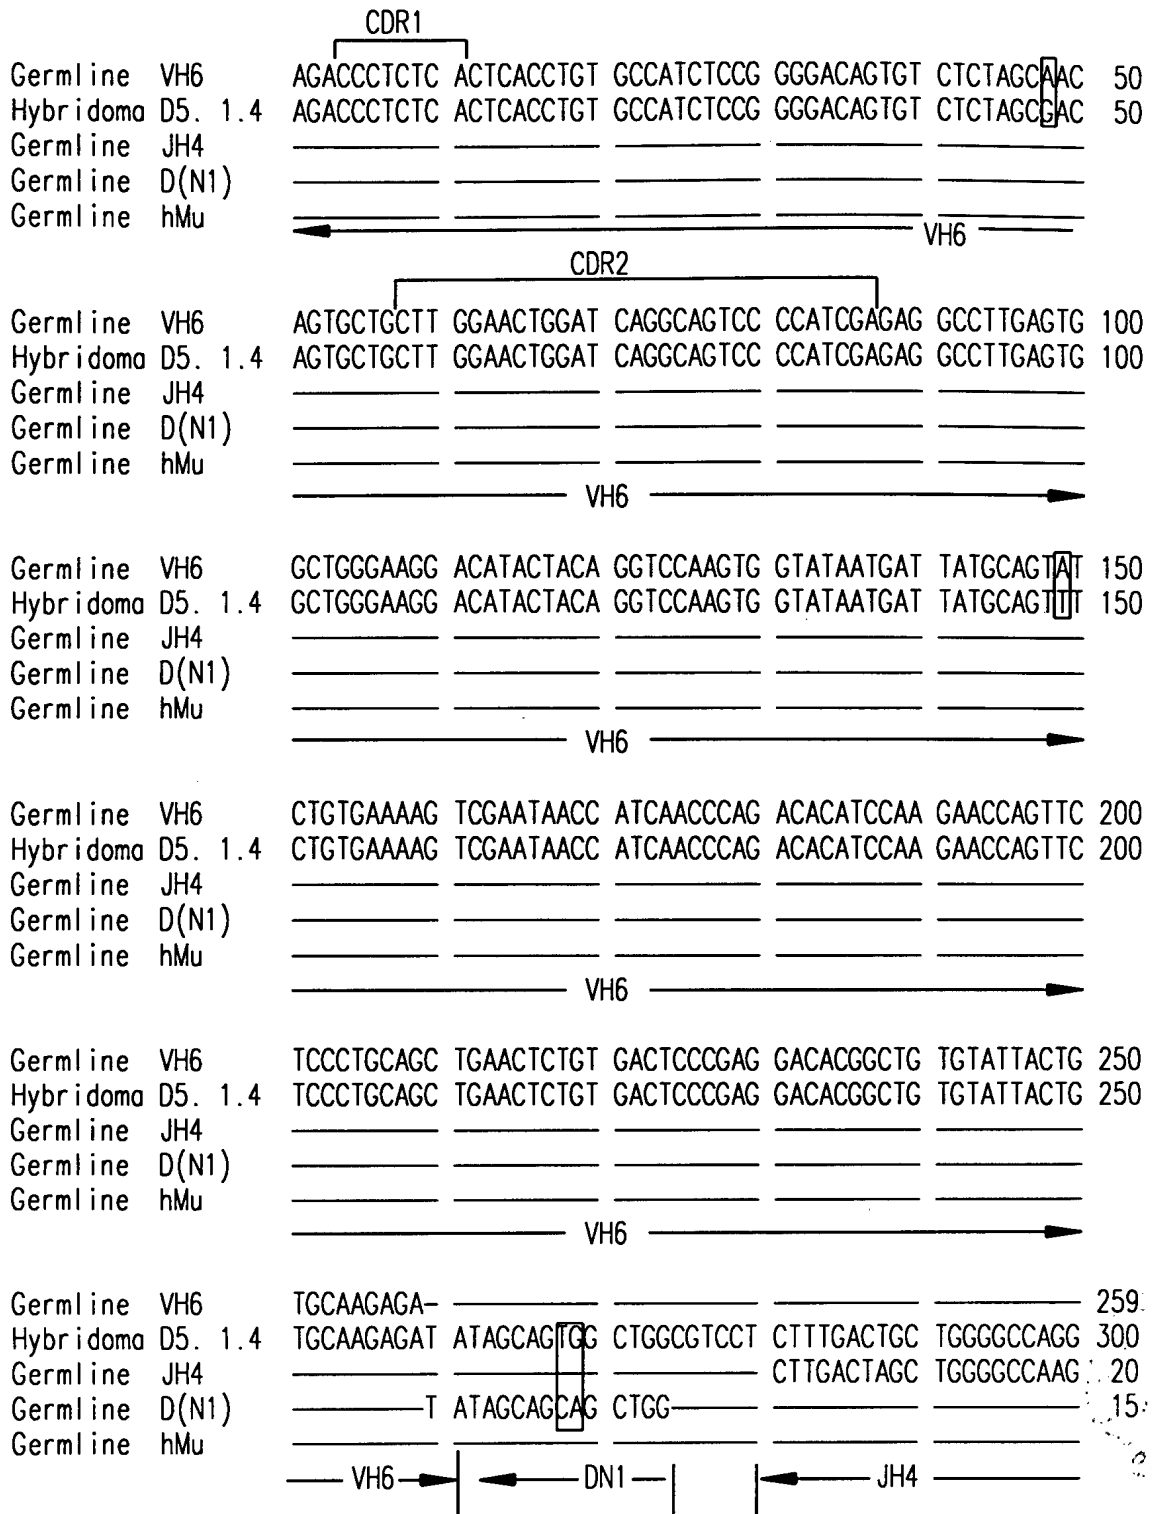 CDR1
Germline VH6 AGACCCTCTC ACTCACCTGT GCCATCTCCG GGGACAGTGT CTCTAGCAAC 50
Hybridoma D5. 1.4 AGACCCTCTC ACTCACCTGT GCCATCTCCG GGGACAGTGT CTCTAGCGAC 50
Germline JH4
Germline D(N1)
Germline hMu
VH6
CDR2
Germline VH6 AGTGCTGCTT GGAACTGGAT CAGGCAGTCC CCATCGAGAG GCCTTGAGTG 100
Hybridoma D5. 1.4 AGTGCTGCTT GGAACTGGAT CAGGCAGTCC CCATCGAGAG GCCTTGAGTG 100
Germline JH4
Germline D(N1)
Germline hMu
VH6
Germline VH6 GCTGGGAAGG ACATACTACA GGTCCAAGTG GTATAATGAT TATGCAGTAT 150
Hybridoma D5. 1.4 GCTGGGAAGG ACATACTACA GGTCCAAGTG GTATAATGAT TATGCAGTTT 150
Germline JH4
Germline D(N1)
Germline hMu
VH6
Germline VH6 CTGTGAAAAG TCGAATAACC ATCAACCCAG ACACATCCAA GAACCAGTTC 200
Hybridoma D5. 1.4 CTGTGAAAAG TCGAATAACC ATCAACCCAG ACACATCCAA GAACCAGTTC 200
Germline JH4
Germline D(N1)
Germline hMu
VH6
Germline VH6 TCCCTGCAGC TGAACTCTGT GACTCCCGAG GACACGGCTG TGTATTACTG 250
Hybridoma D5. 1.4 TCCCTGCAGC TGAACTCTGT GACTCCCGAG GACACGGCTG TGTATTACTG 250
Germline JH4
Germline D(N1)
Germline hMu
VH6
Germline VH6 TGCAAGAGA- 259
Hybridoma D5. 1.4 TGCAAGAGAT ATAGCAGTGG CTGGCGTCCT CTTTGACTGC TGGGGCCAGG 300
Germline JH4 CTTGACTAGC TGGGGCCAAG 20
Germline D(N1) T ATAGCAGCAG CTGG 15
Germline hMu
VH6 DN1 JH4